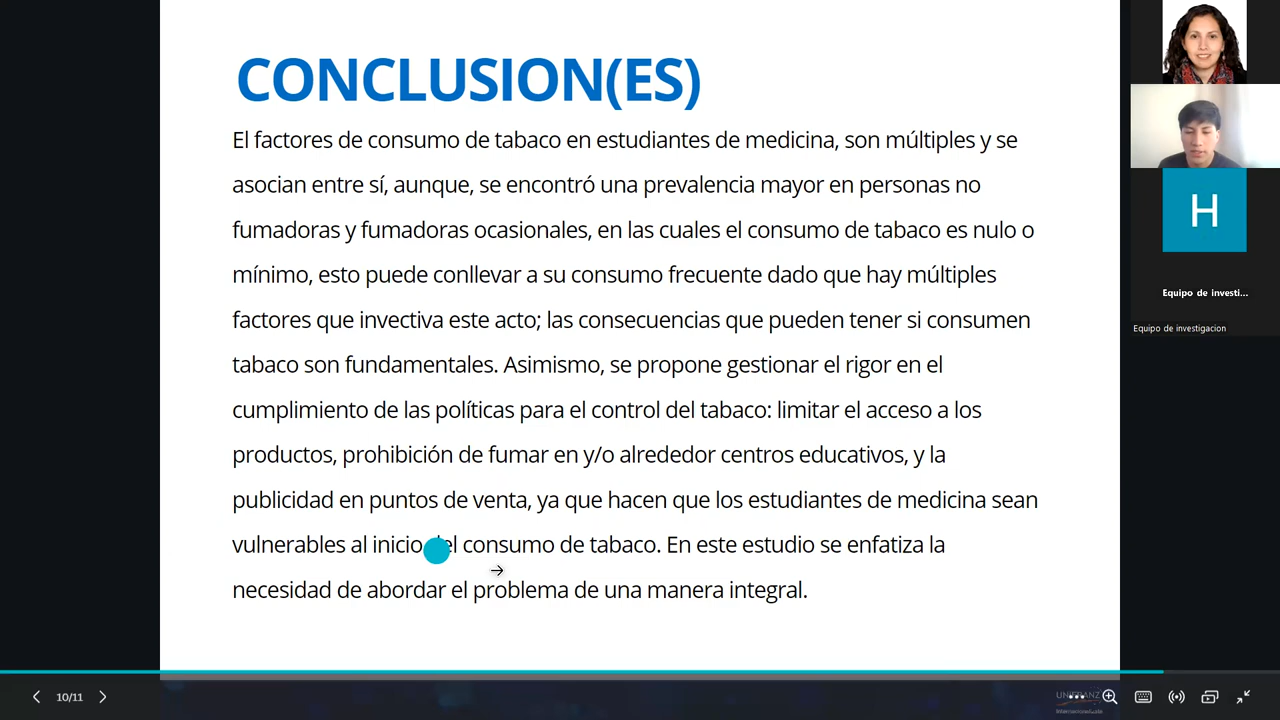 CONCLUSION(ES)
El factores de consumo de tabaco en estudiantes de medicina, son múltiples y se
asocian entre sí, aunque, se encontró una prevalencia mayor en personas no
fumadoras y fumadoras ocasionales, en las cuales el consumo de tabaco es nulo o
mínimo, esto puede conllevar a su consumo frecuente dado que hay múltiples
factores que invectiva este acto; las consecuencias que pueden tener si consumen
tabaco son fundamentales. Asimismo, se propone gestionar el rigor en el
cumplimiento de las políticas para el control del tabaco: limitar el acceso a los
productos, prohibición de fumar en y/o alrededor centros educativos, y la
publicidad en puntos de venta, ya que hacen que los estudiantes de medicina sean
vulnerables al inicio del consumo de tabaco. En este estudio se enfatiza la
necesidad de abordar el problema de una manera integral.
H
Equipo de investi...
Equipo de investigacion
10/11